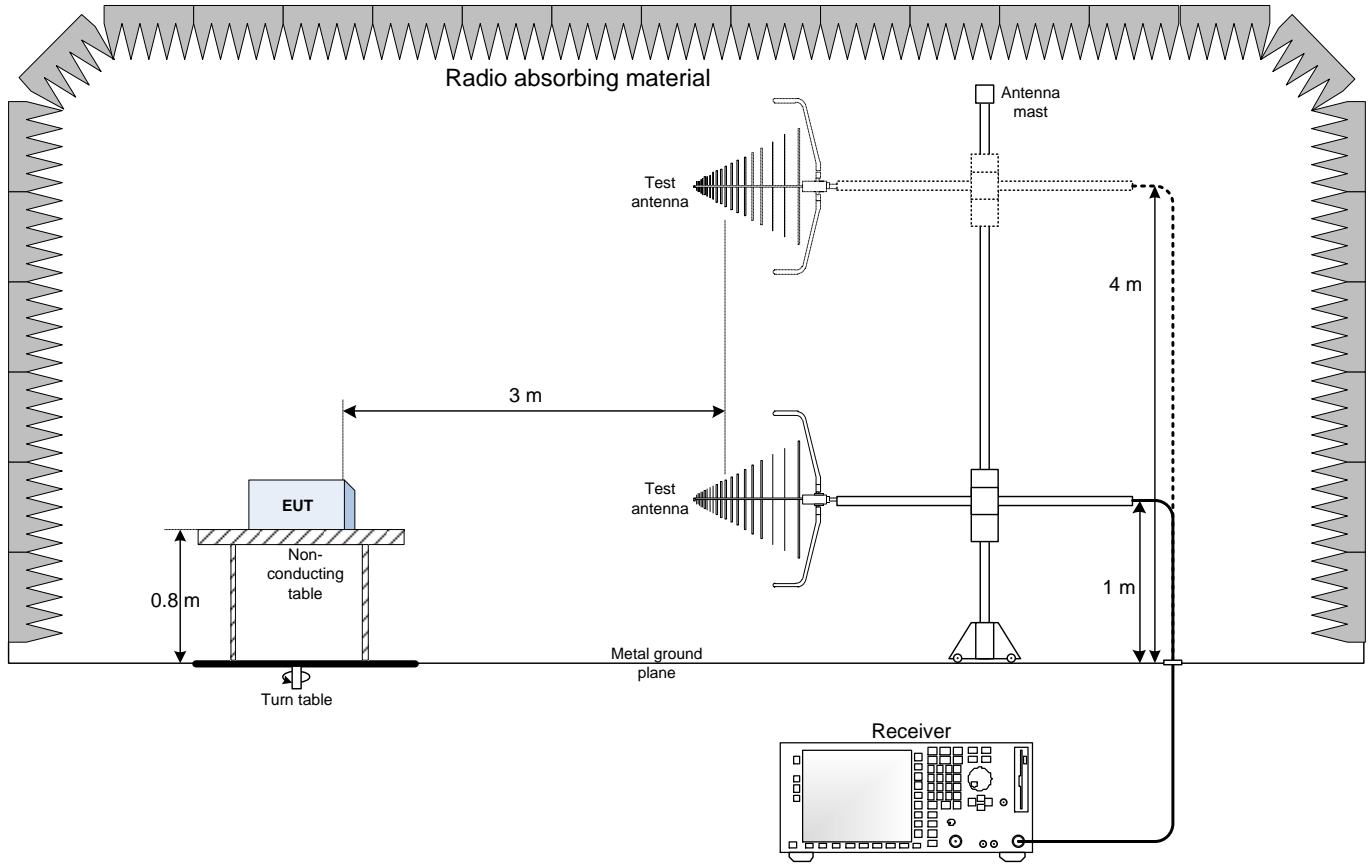 Radio absorbing material
Antenna
mast
Test
antenna
4 m
3 m
EUT
Test
antenna
Non-
conducting
table
0.8 m
1 m
Metal ground
plane
Turn table
Receiver